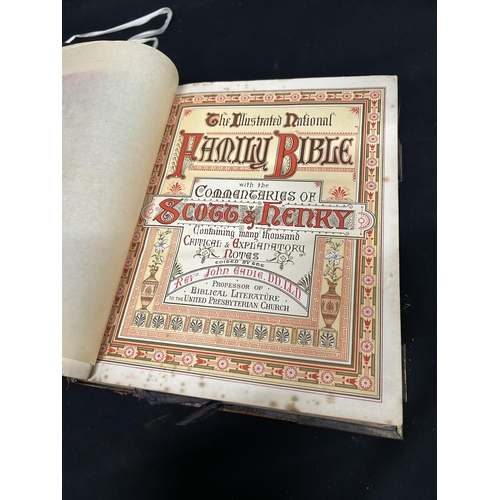 The Illustrated National
FAMILY BIBLE
with the
COMMENTARIES OF
SCOTT & HENRY
Containing many thousand
CRITICAL & EXPLANATORY
NOTES
EDITED BY THE
REV. JOHN EADIE, D.D. LL.D.
PROFESSOR OF
BIBLICAL LITERATURE
TO THE UNITED PRESBYTERIAN CHURCH